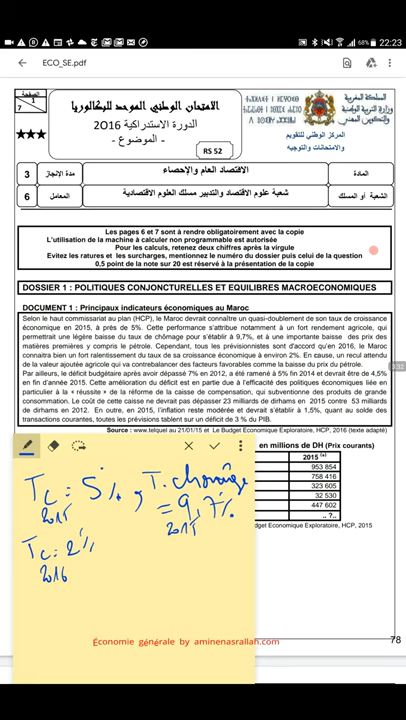 22:23
68%
ECO_SE.pdf
الصفحة
1
7
الامتحان الوطني الموحد للبكالوريا
الدورة الاستدراكية 2016
- الموضوع -
RS 52
★★★
المملكة المغربية
وزارة التربية الوطنية
والتكوين المهني
المركز الوطني للتقويم
والامتحانات والتوجيه
المادة
الاقتصاد العام والإحصاء
مدة الإنجاز
3
الشعبة أو المسلك
شعبة علوم الاقتصاد والتدبير مسلك العلوم الاقتصادية
المعامل
6
Les pages 6 et 7 sont à rendre obligatoirement avec la copie
L'utilisation de la machine à calculer non programmable est autorisée
Pour les calculs, retenez deux chiffres après la virgule
Evitez les ratures et les surcharges, mentionnez le numéro du dossier puis celui de la question
0,5 point de la note sur 20 est réservé à la présentation de la copie
DOSSIER 1 : POLITIQUES CONJONCTURELLES ET EQUILIBRES MACROECONOMIQUES
DOCUMENT 1 : Principaux indicateurs économiques au Maroc
Selon le haut commissariat au plan (HCP), le Maroc devrait connaître un quasi-doublement de son taux de croissance
économique en 2015, à près de 5%. Cette performance s'attribue notamment à un fort rendement agricole, qui
permettrait une légère baisse du taux de chômage pour s'établir à 9,7%, et à une importante baisse des prix des
matières premières y compris le pétrole. Cependant, tous les prévisionnistes sont d'accord qu'en 2016, le Maroc
connaitra bien un fort ralentissement du taux de sa croissance économique à environ 2%. En cause, un recul attendu
de la valeur ajoutée agricole qui va contrebalancer des facteurs favorables comme la baisse du prix du pétrole.
Par ailleurs, le déficit budgétaire après avoir dépassé 7% en 2012, a été ramené à 5% fin 2014 et devrait être de 4,5%
en fin d'année 2015. Cette amélioration du déficit est en partie due à l'efficacité des politiques économiques liée en
particulier à la « réussite » de la réforme de la caisse de compensation, qui subventionne des produits de grande
consommation. Le coût de cette caisse ne devrait pas dépasser 23 milliards de dirhams en 2015 contre 53 milliards
de dirhams en 2012. En outre, en 2015, l'inflation reste modérée et devrait s'établir à 1,5%, quant au solde des
transactions courantes, toutes les prévisions tablent sur un déficit de 3 % du PIB.
Source : www.telquel au 21/01/15 et Le Budget Economique Exploratoire, HCP, 2016 (texte adapté)
3:32
en millions de DH (Prix courants)
2015 (e)
953 854
758 416
323 605
32 530
447 602
.. ?..
udget Economique Exploratoire, HCP, 2015
Tc = 5% , T. chômage
2015 = 9,7%
2015
Tc = 2%
2016
Économie générale by aminenasrallah.com
78